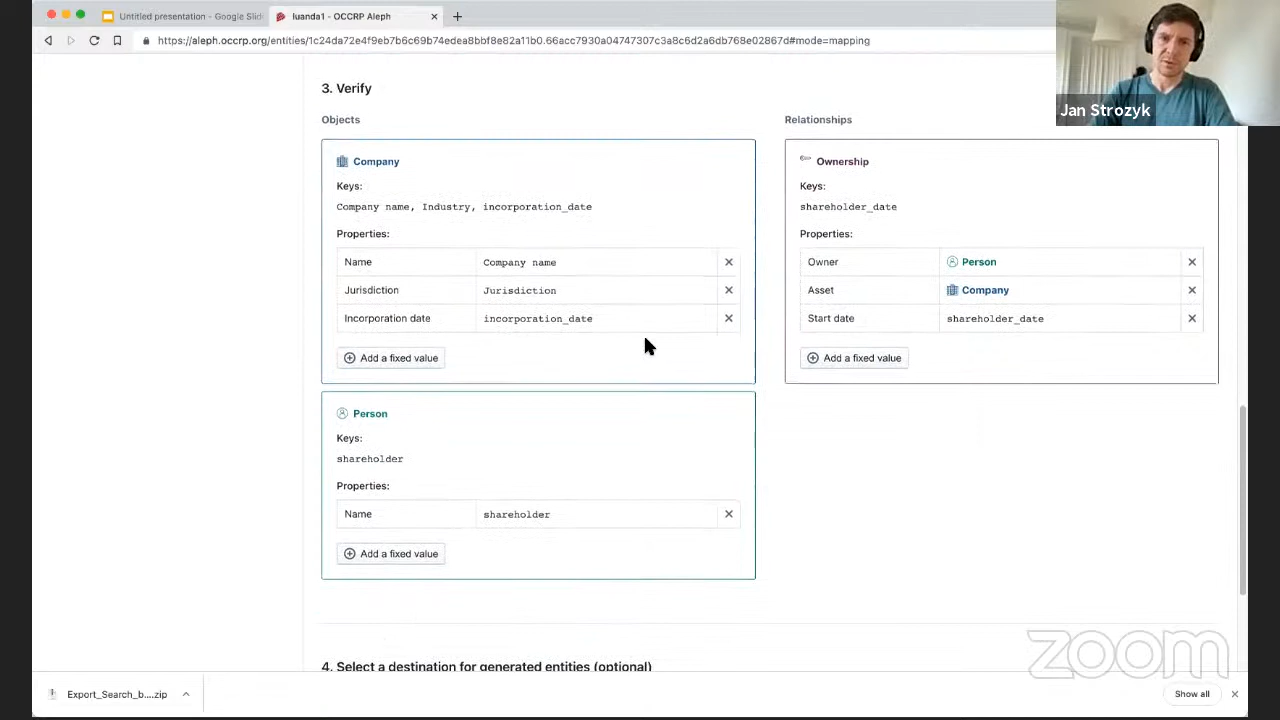 Untitled presentation - Google Slid
luanda1 - OCCRP Aleph
https://aleph.occrp.org/entities/1c24da72e4f9eb7b6c69b74edea8bbf8e82a11b0.66acc7930a04747307c3a8c6d2a6db768e02867d#mode=mapping
Jan Strozyk
3. Verify
Objects
Relationships
Company
Keys:
Company name, Industry, incorporation_date
Properties:
Name Company name
Jurisdiction Jurisdiction
Incorporation date incorporation_date
Add a fixed value
Ownership
Keys:
shareholder_date
Properties:
Owner Person
Asset Company
Start date shareholder_date
Add a fixed value
Person
Keys:
shareholder
Properties:
Name shareholder
Add a fixed value
4. Select a destination for generated entities (optional)
zoom
Export_Search_b....zip
Show all